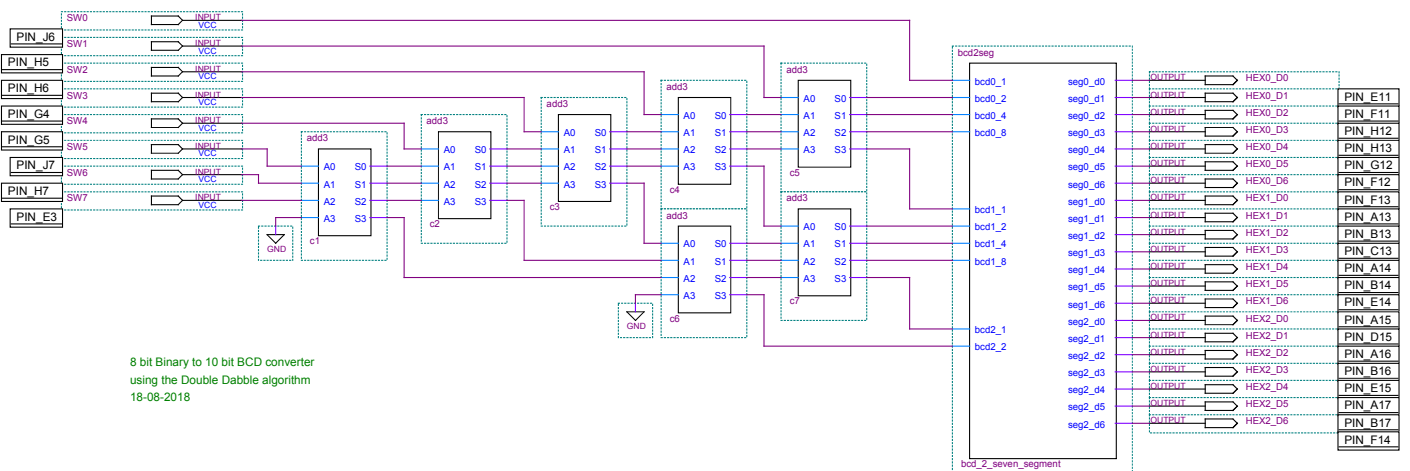 SW0 INPUT VCC
PIN_J6
SW1 INPUT VCC
PIN_H5
SW2 INPUT VCC
PIN_H6
SW3 INPUT VCC
PIN_G4
SW4 INPUT VCC
PIN_G5
SW5 INPUT VCC
PIN_J7
SW6 INPUT VCC
PIN_H7
SW7 INPUT VCC
PIN_E3
add3
A0 S0
A1 S1
A2 S2
A3 S3
c1
GND
add3
A0 S0
A1 S1
A2 S2
A3 S3
c2
add3
A0 S0
A1 S1
A2 S2
A3 S3
c3
add3
A0 S0
A1 S1
A2 S2
A3 S3
c4
add3
A0 S0
A1 S1
A2 S2
A3 S3
c5
add3
A0 S0
A1 S1
A2 S2
A3 S3
c6
GND
add3
A0 S0
A1 S1
A2 S2
A3 S3
c7
bcd2seg
bcd0_1
bcd0_2
bcd0_4
bcd0_8
bcd1_1
bcd1_2
bcd1_4
bcd1_8
bcd2_1
bcd2_2
seg0_d0
seg0_d1
seg0_d2
seg0_d3
seg0_d4
seg0_d5
seg0_d6
seg1_d0
seg1_d1
seg1_d2
seg1_d3
seg1_d4
seg1_d5
seg1_d6
seg2_d0
seg2_d1
seg2_d2
seg2_d3
seg2_d4
seg2_d5
seg2_d6
bcd_2_seven_segment
OUTPUT HEX0_D0
PIN_E11
OUTPUT HEX0_D1
PIN_F11
OUTPUT HEX0_D2
PIN_H12
OUTPUT HEX0_D3
PIN_H13
OUTPUT HEX0_D4
PIN_G12
OUTPUT HEX0_D5
PIN_F12
OUTPUT HEX0_D6
PIN_F13
OUTPUT HEX1_D0
PIN_A13
OUTPUT HEX1_D1
PIN_B13
OUTPUT HEX1_D2
PIN_C13
OUTPUT HEX1_D3
PIN_A14
OUTPUT HEX1_D4
PIN_B14
OUTPUT HEX1_D5
PIN_E14
OUTPUT HEX1_D6
PIN_A15
OUTPUT HEX2_D0
PIN_D15
OUTPUT HEX2_D1
PIN_A16
OUTPUT HEX2_D2
PIN_B16
OUTPUT HEX2_D3
PIN_E15
OUTPUT HEX2_D4
PIN_A17
OUTPUT HEX2_D5
PIN_B17
OUTPUT HEX2_D6
PIN_F14
8 bit Binary to 10 bit BCD converter
using the Double Dabble algorithm
18-08-2018